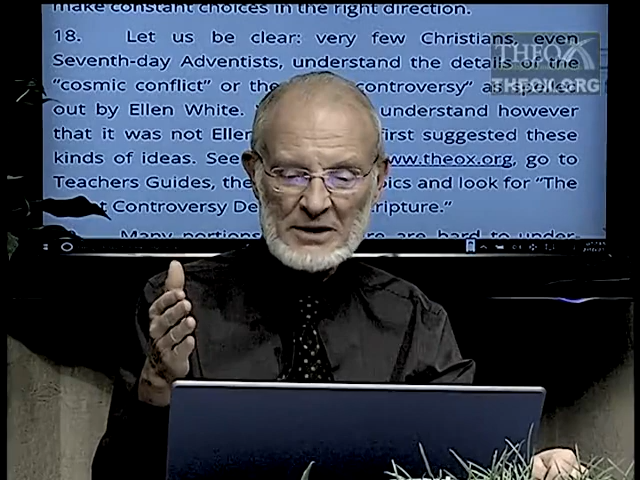 make constant choices in the right direction.
18. Let us be clear: very few Christians, even
Seventh-day Adventists, understand the details of the
"cosmic conflict" or the controversy" as spelled
out by Ellen White. understand however
that it was not Ellen first suggested these
kinds of ideas. See www.theox.org, go to
Teachers Guides, the pics and look for "The
t Controversy De cripture."
Many portions are hard to under-
THEOX
THEOX.ORG